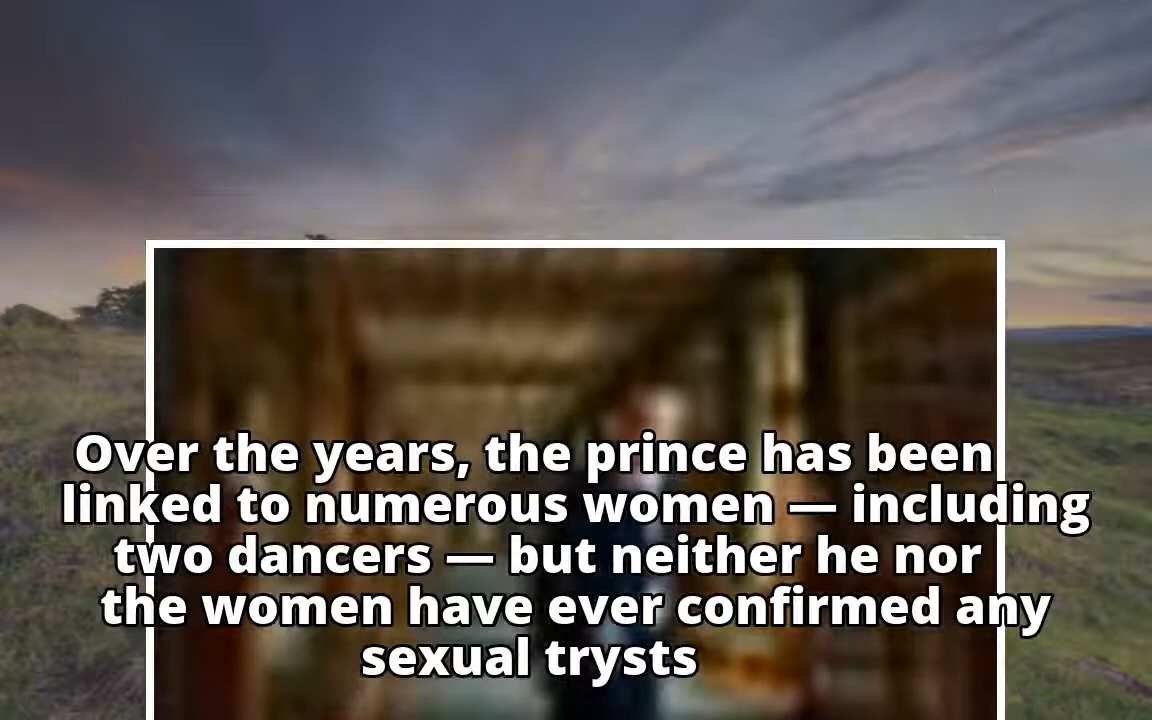 Over the years, the prince has been
linked to numerous women — including
two dancers — but neither he nor
the women have ever confirmed any
sexual trysts